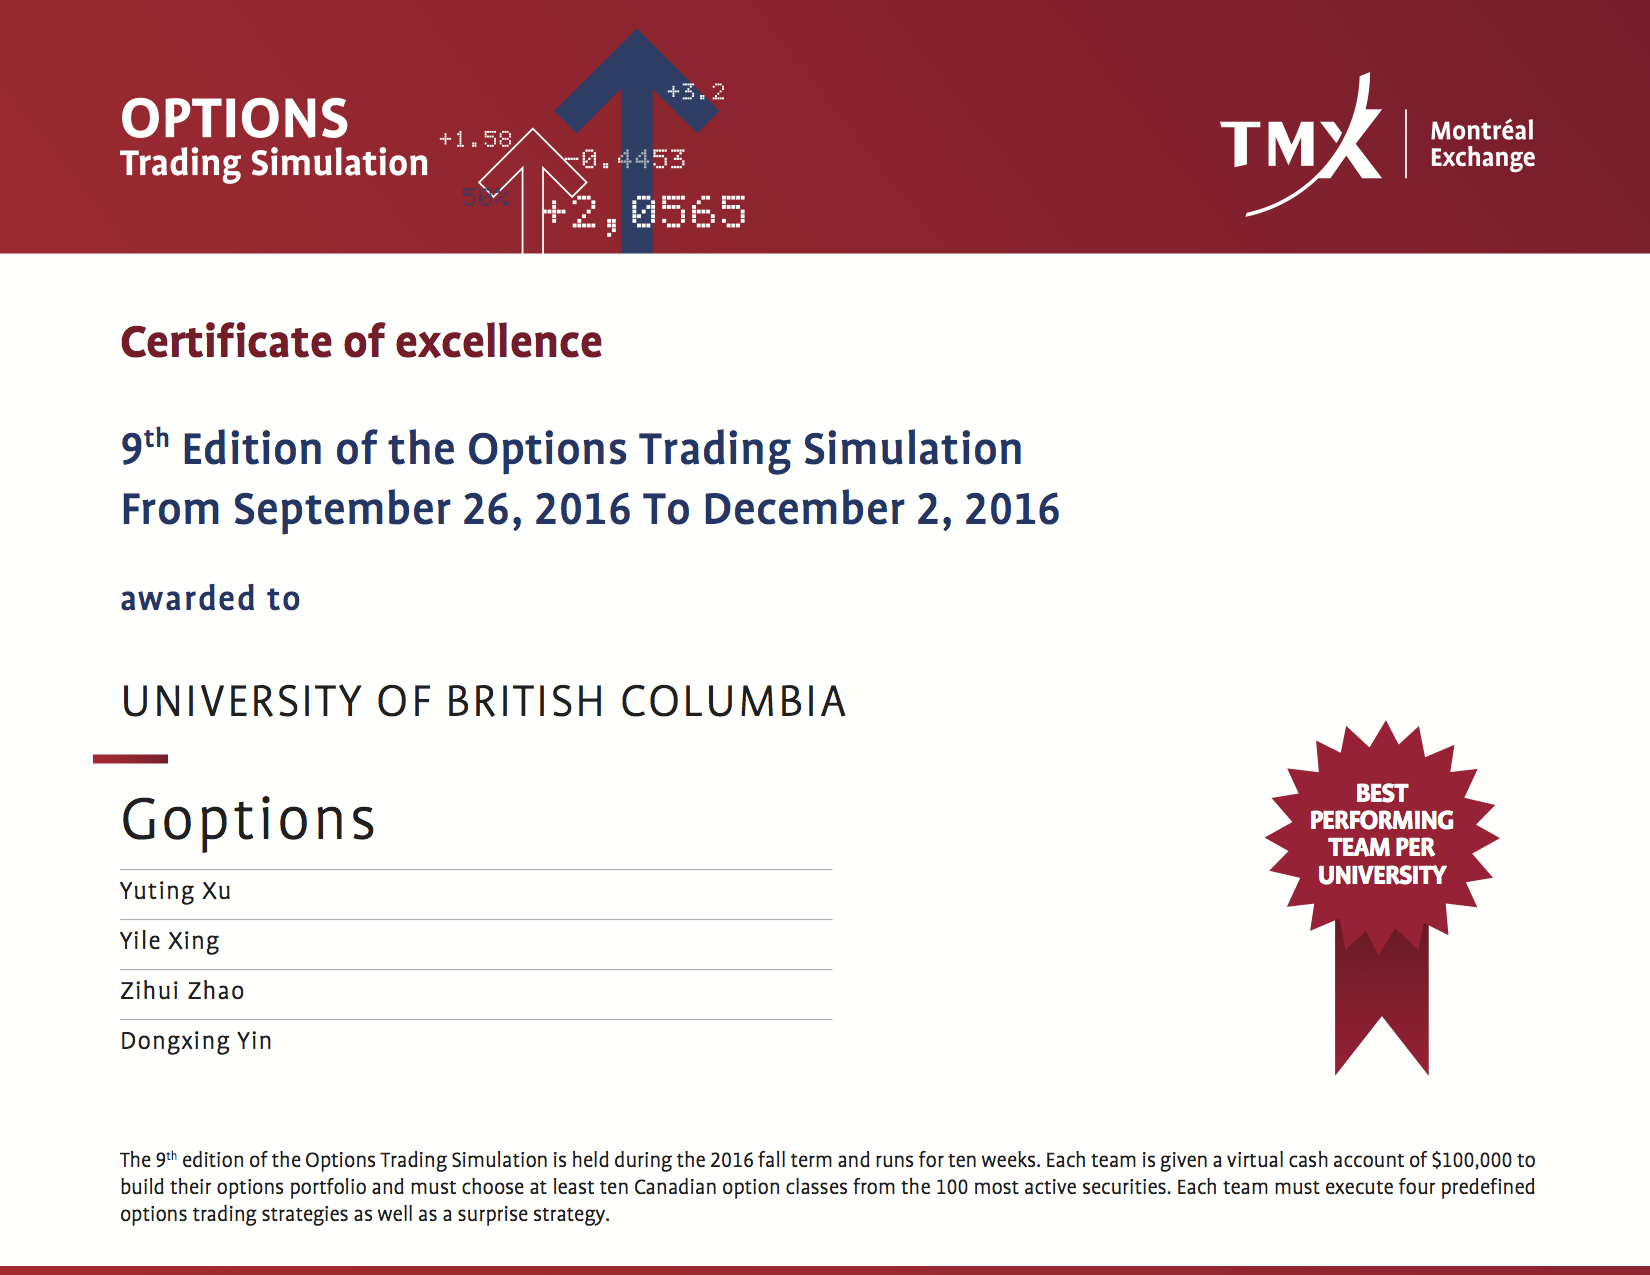 OPTIONS
Trading Simulation
+3.2
+1.58
-0.4453
50%
+2,0565
TMX
Montréal
Exchange
Certificate of excellence
9th Edition of the Options Trading Simulation
From September 26, 2016 To December 2, 2016
awarded to
UNIVERSITY OF BRITISH COLUMBIA
Goptions
Yuting Xu
Yile Xing
Zihui Zhao
Dongxing Yin
BEST
PERFORMING
TEAM PER
UNIVERSITY
The 9th edition of the Options Trading Simulation is held during the 2016 fall term and runs for ten weeks. Each team is given a virtual cash account of $100,000 to
build their options portfolio and must choose at least ten Canadian option classes from the 100 most active securities. Each team must execute four predefined
options trading strategies as well as a surprise strategy.